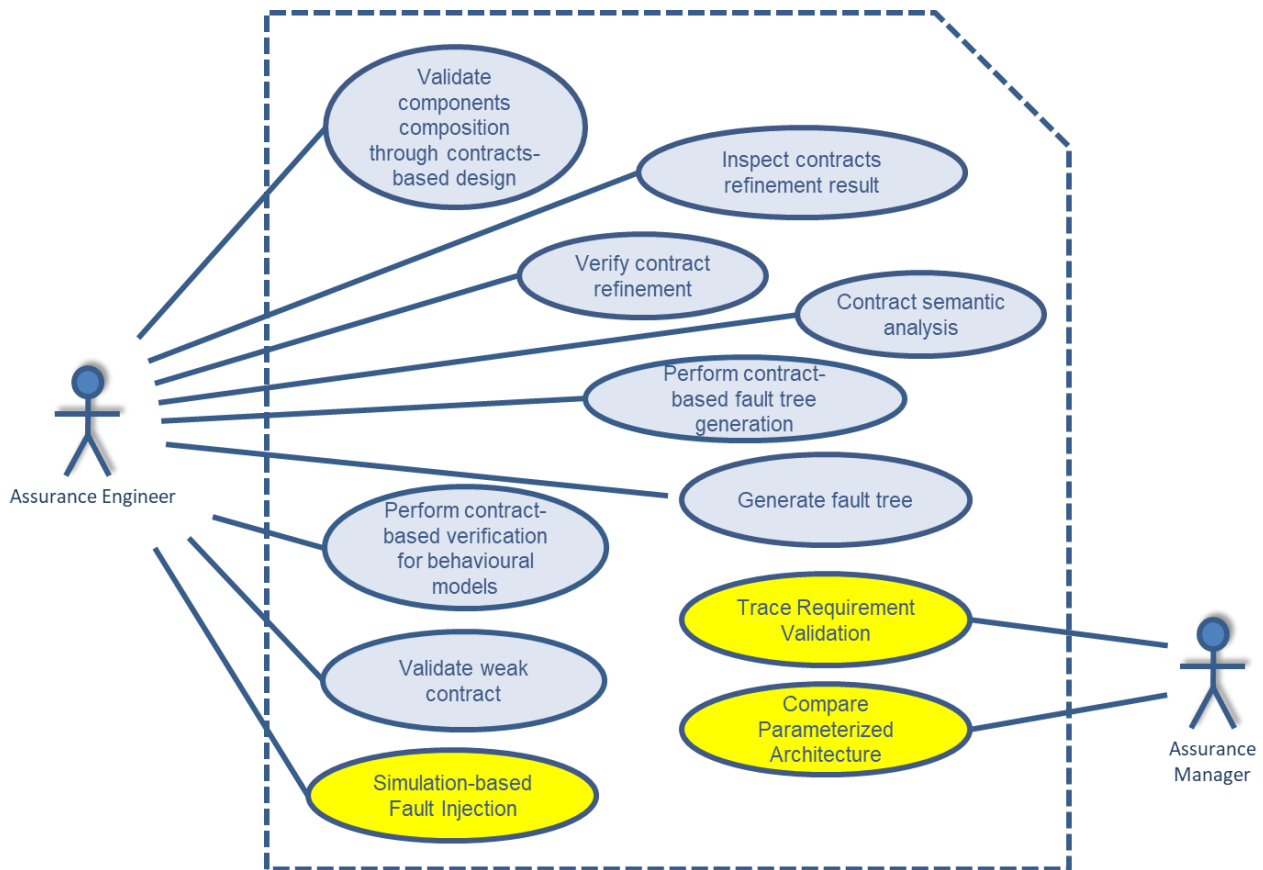 Validate
components
composition
through contracts-
based design
Inspect contracts
refinement result
Verify contract
refinement
Contract semantic
analysis
Perform contract-
based fault tree
generation
Assurance Engineer
Generate fault tree
Perform contract-
based verification
for behavioural
models
Trace Requirement
Validation
Validate weak
contract
Compare
Parameterized
Architecture
Assurance
Manager
Simulation-based
Fault Injection